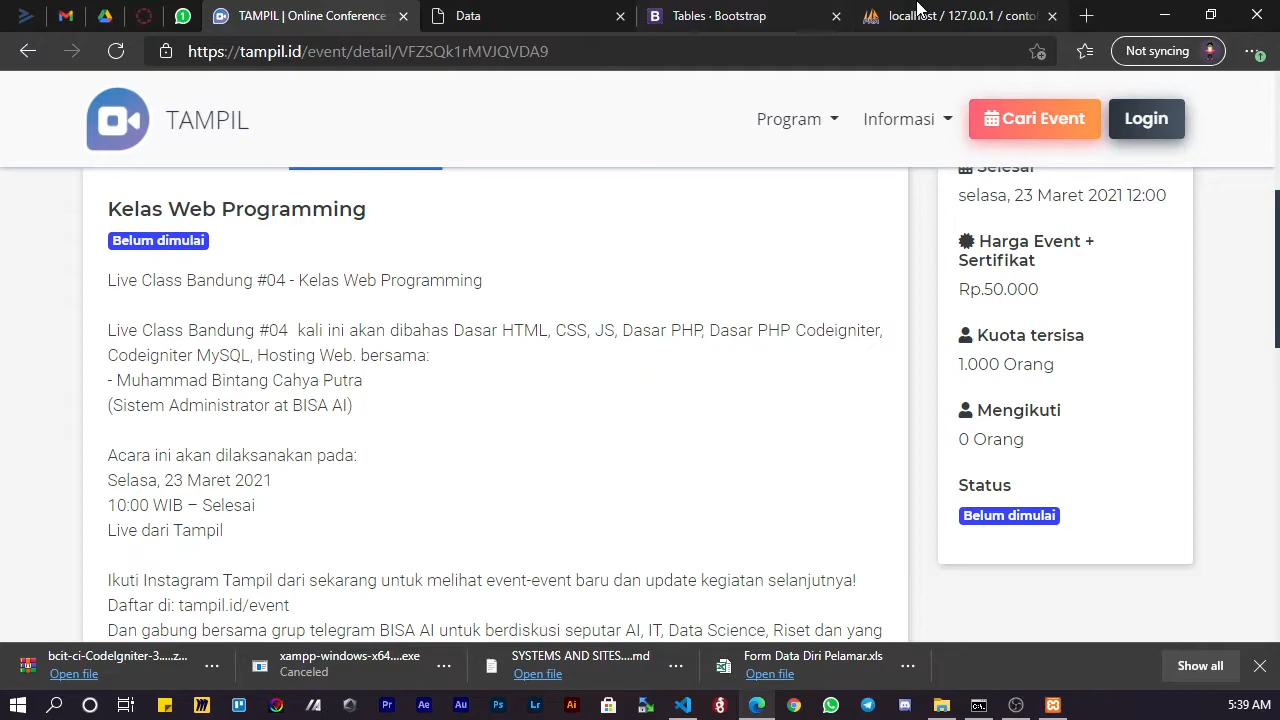 TAMPIL | Online Conference
Data
Tables · Bootstrap
localhost / 127.0.0.1 / conto
https://tampil.id/event/detail/VFZSQk1rMVJQVDA9
Not syncing
TAMPIL
Program
Informasi
Cari Event
Login
Kelas Web Programming
Belum dimulai
Live Class Bandung #04 - Kelas Web Programming
Live Class Bandung #04 kali ini akan dibahas Dasar HTML, CSS, JS, Dasar PHP, Dasar PHP Codeigniter,
Codeigniter MySQL, Hosting Web. bersama:
- Muhammad Bintang Cahya Putra
(Sistem Administrator at BISA AI)
Acara ini akan dilaksanakan pada:
Selasa, 23 Maret 2021
10:00 WIB – Selesai
Live dari Tampil
Ikuti Instagram Tampil dari sekarang untuk melihat event-event baru dan update kegiatan selanjutnya!
Daftar di: tampil.id/event
Dan gabung bersama grup telegram BISA AI untuk berdiskusi seputar AI, IT, Data Science, Riset dan yang
Selesai
selasa, 23 Maret 2021 12:00
Harga Event +
Sertifikat
Rp.50.000
Kuota tersisa
1.000 Orang
Mengikuti
0 Orang
Status
Belum dimulai
bcit-ci-CodeIgniter-3.....z...
Open file
xampp-windows-x64....exe
Canceled
SYSTEMS AND SITES....md
Open file
Form Data Diri Pelamar.xls
Open file
Show all
5:39 AM